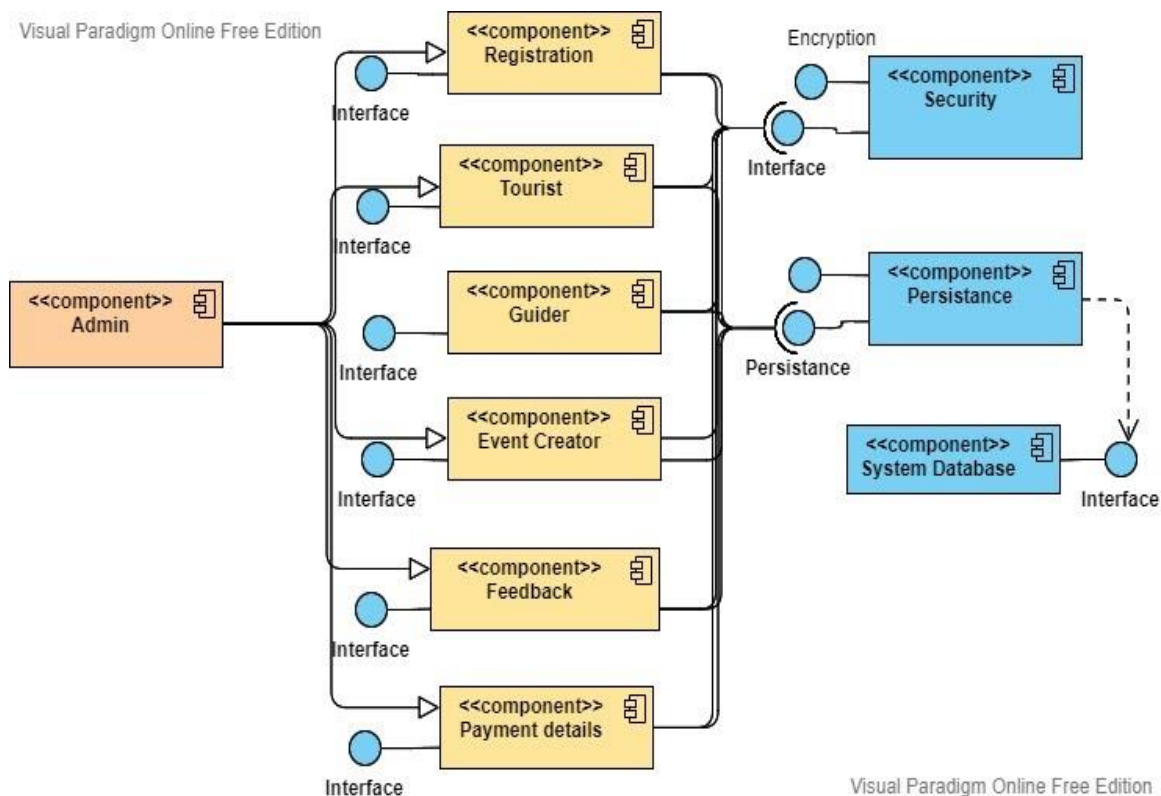 Visual Paradigm Online Free Edition
<<component>>
Registration
Interface
Encryption
<<component>>
Security
Interface
<<component>>
Tourist
Interface
<<component>>
Admin
<<component>>
Guider
Interface
<<component>>
Persistance
Persistance
<<component>>
Event Creator
Interface
<<component>>
System Database
Interface
<<component>>
Feedback
Interface
<<component>>
Payment details
Interface
Visual Paradigm Online Free Edition